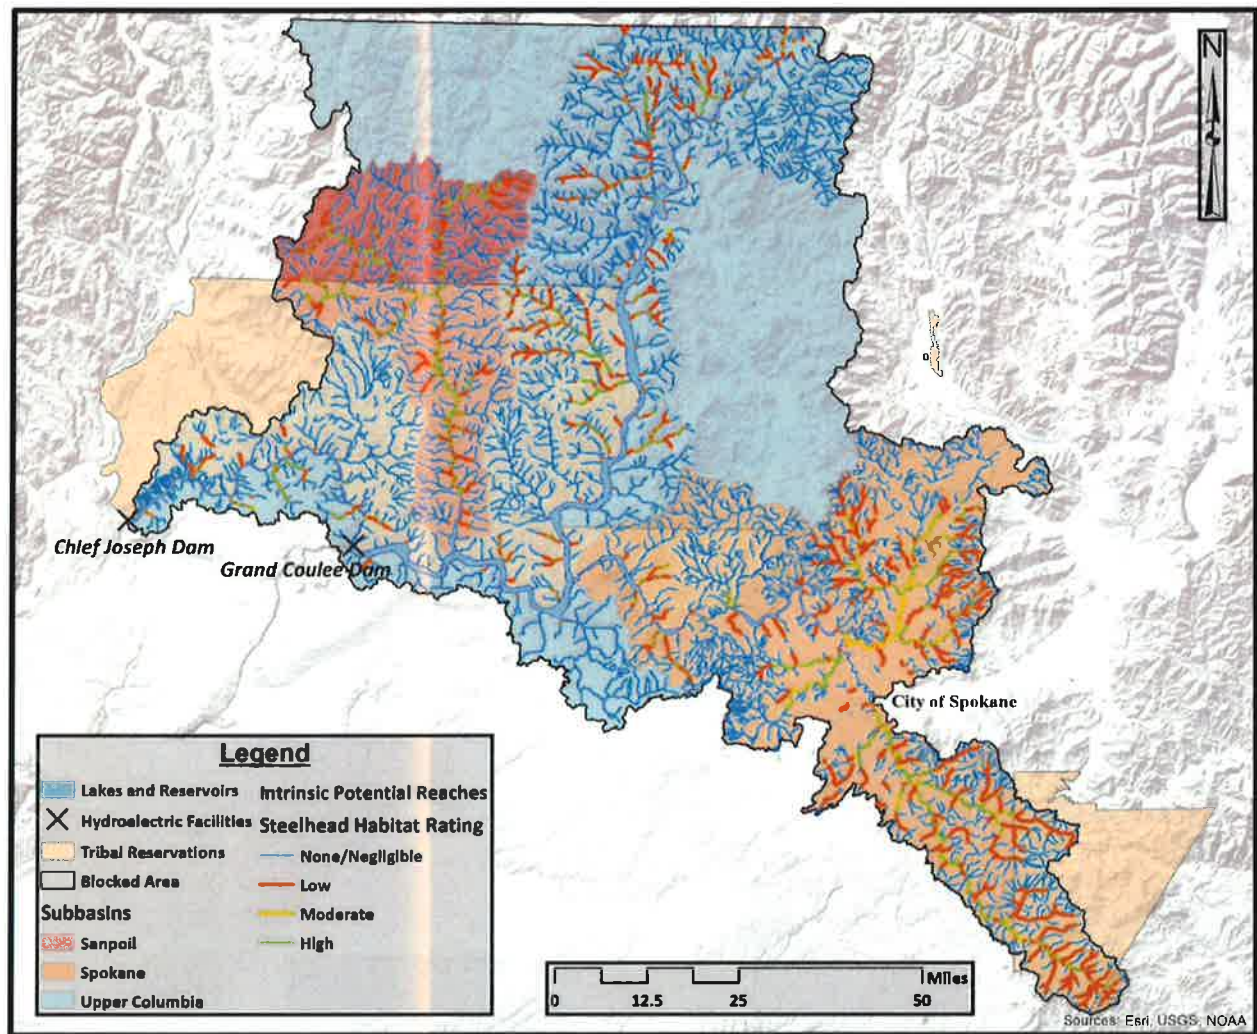 N
Chief Joseph Dam
Grand Coulee Dam
City of Spokane
Legend
Lakes and Reservoirs
Hydroelectric Facilities
Tribal Reservations
Blocked Area
Subbasins
Sanpoil
Spokane
Upper Columbia
Intrinsic Potential Reaches
Steelhead Habitat Rating
None/Negligible
Low
Moderate
High
Miles
0 12.5 25 50
Sources: Esri, USGS, NOAA